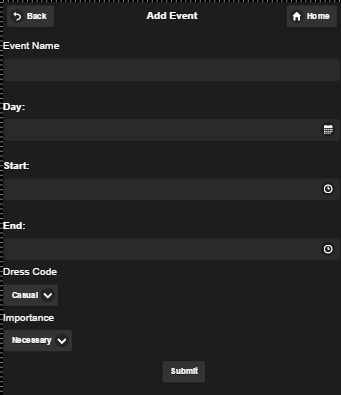 Back Add Event Home
Event Name
Day:
Start:
End:
Dress Code
Casual
Importance
Necessary
Submit